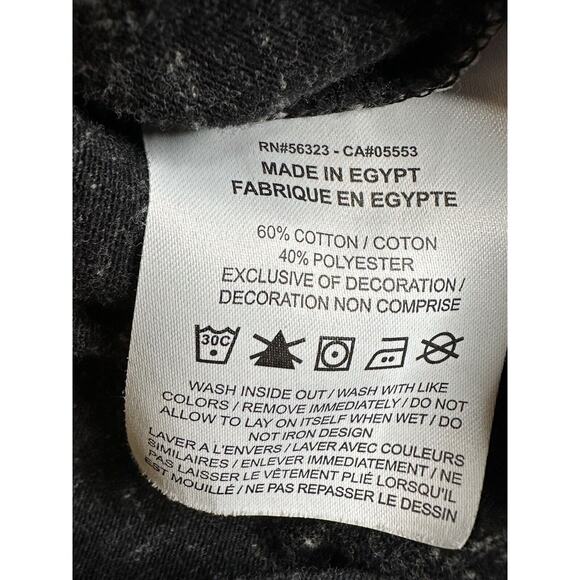 RN#56323 - CA#05553
MADE IN EGYPT
FABRIQUE EN EGYPTE
60% COTTON / COTON
40% POLYESTER
EXCLUSIVE OF DECORATION /
DECORATION NON COMPRISE
30C
WASH INSIDE OUT / WASH WITH LIKE
COLORS / REMOVE IMMEDIATELY / DO NOT
ALLOW TO LAY ON ITSELF WHEN WET / DO
NOT IRON DESIGN
LAVER A L'ENVERS / LAVER AVEC COULEURS
SIMILAIRES / ENLEVER IMMEDIATEMENT / NE
PAS LAISSER LE VÊTEMENT PLIÉ LORSQU'IL
EST MOUILLÉ / NE PAS REPASSER LE DESSIN